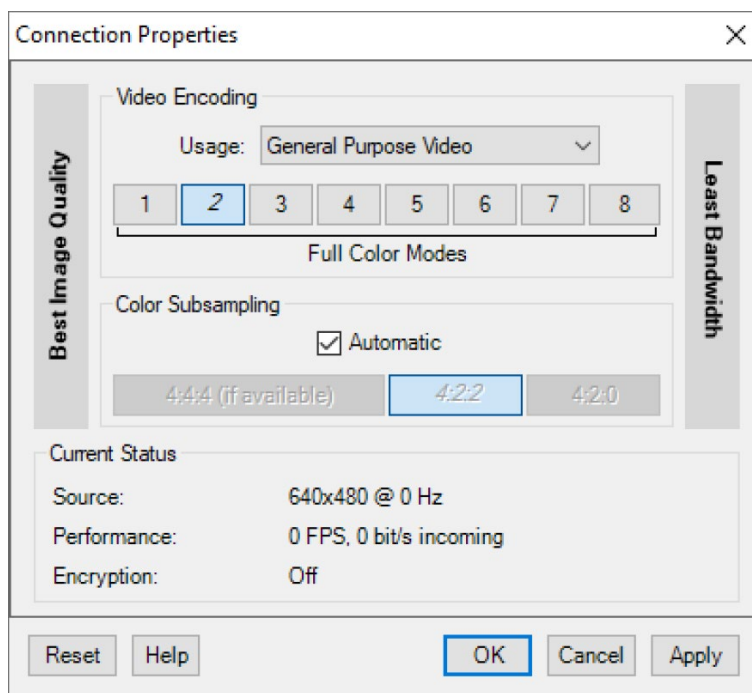 Connection Properties
Best Image Quality
Video Encoding
Usage: General Purpose Video
1 2 3 4 5 6 7 8
Full Color Modes
Color Subsampling
Automatic
4:4:4 (if available) 4:2:2 4:2:0
Least Bandwidth
Current Status
Source: 640x480 @ 0 Hz
Performance: 0 FPS, 0 bit/s incoming
Encryption: Off
Reset Help OK Cancel Apply